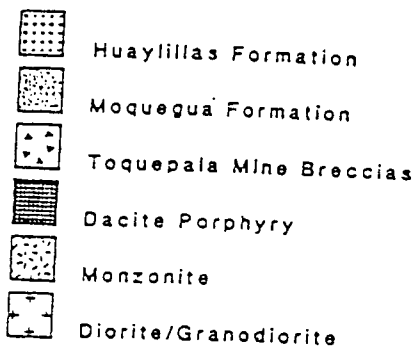 Huaylillas Formation
Moquegua Formation
Toquepala Mine Breccias
Dacite Porphyry
Monzonite
Diorite/Granodiorite